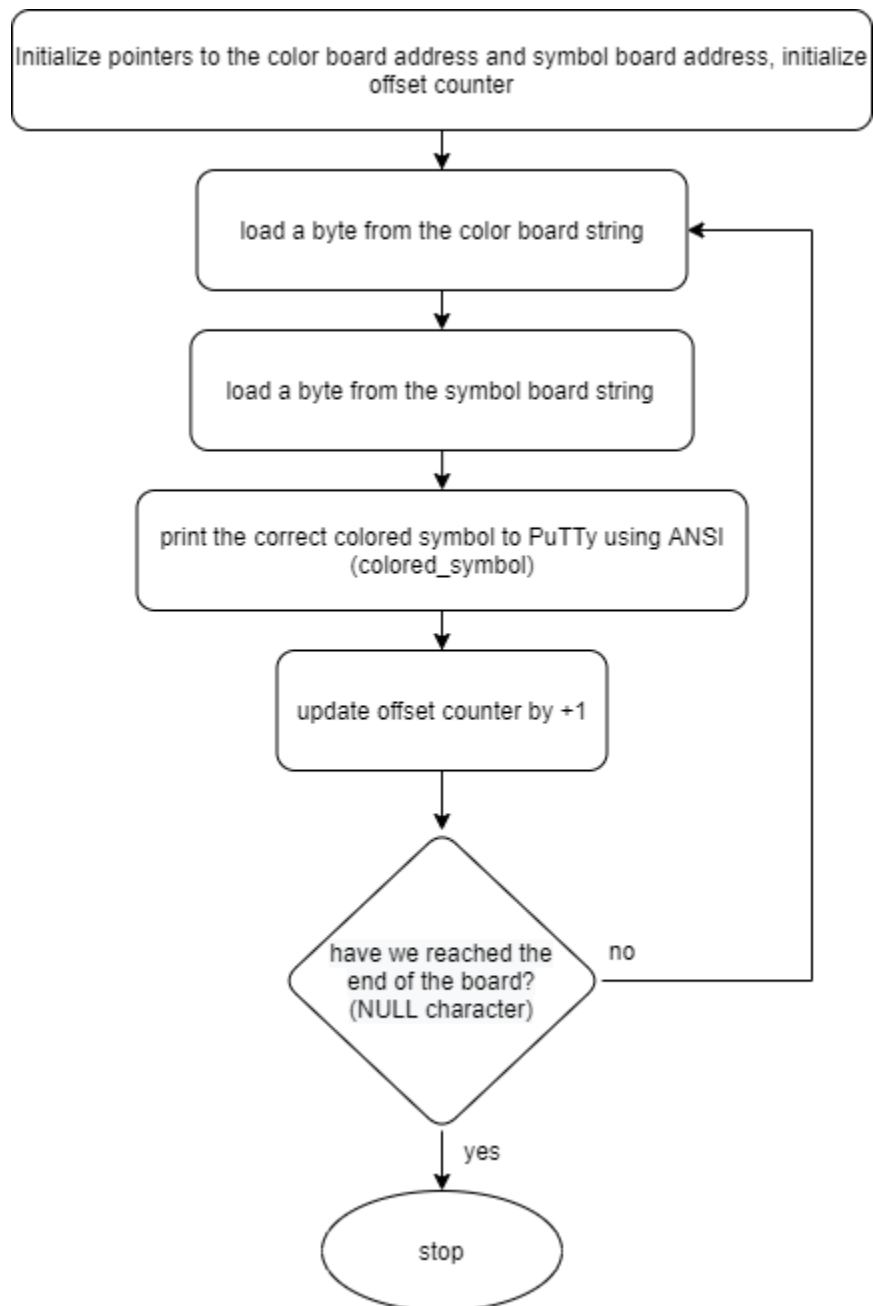 Initialize pointers to the color board address and symbol board address, initialize
offset counter
load a byte from the color board string
load a byte from the symbol board string
print the correct colored symbol to PuTTy using ANSI
(colored_symbol)
update offset counter by +1
have we reached the
end of the board?
(NULL character)
no
yes
stop